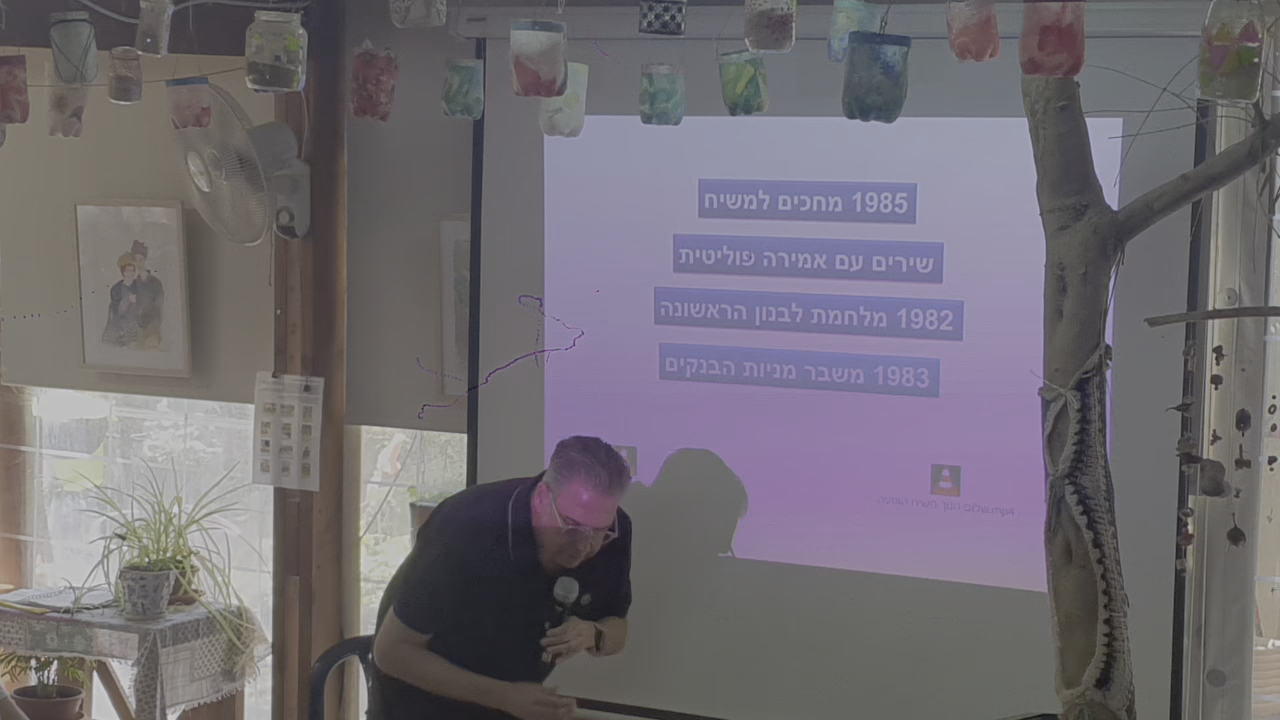 1985 מחכים למשיח
שירים עם אמירה פוליטית
1982 מלחמת לבנון הראשונה
1983 משבר מניות הבנקים